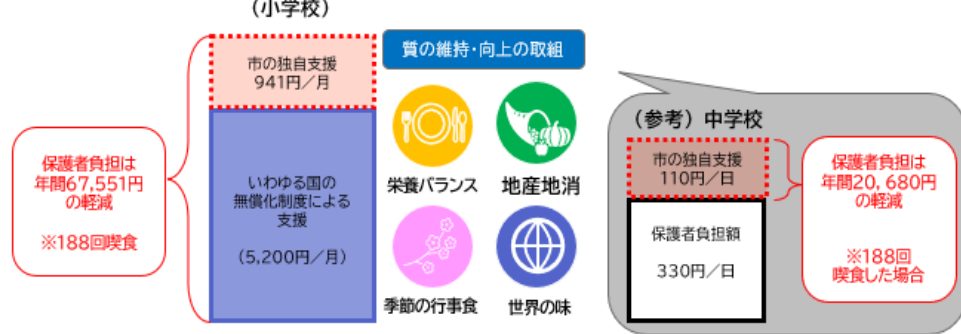 （小学校）
市の独自支援
941円／月
いわゆる国の
無償化制度による
支援
（5,200円／月）
保護者負担は
年間67,551円
の軽減
※188回喫食
質の維持・向上の取組
栄養バランス
地産地消
季節の行事食
世界の味
（参考）中学校
市の独自支援
110円／日
保護者負担額
330円／日
保護者負担は
年間20,680円
の軽減
※188回
喫食した場合